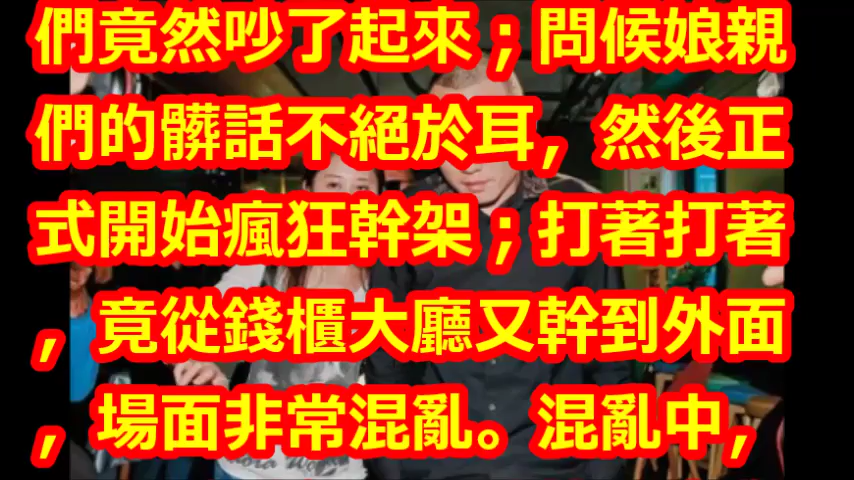 們竟然吵了起來；問候娘親
們的髒話不絕於耳，然後正
式開始瘋狂幹架；打著打著
，竟從錢櫃大廳又幹到外面
，場面非常混亂。混亂中，